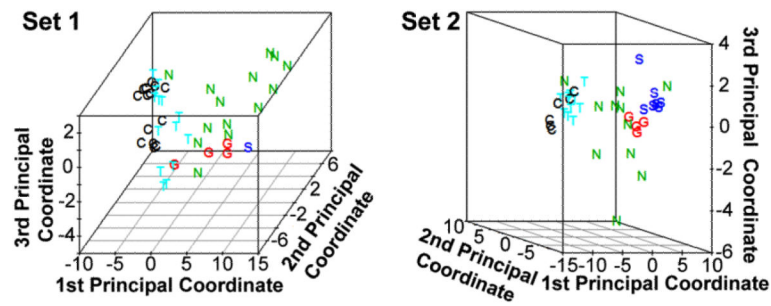 Set 1
Set 2
3rd Principal
Coordinate
2
0
-2
-4
-10 -5 0 5 10 15
1st Principal Coordinate
-6
-2
2
6
2nd Principal
Coordinate
C
T
N
G
S
10 5 0 -5
2nd Principal
Coordinate
-15 -10 -5 0 5 10
1st Principal Coordinate
4
2
0
-2
-4
-6
3rd Principal Coordinate
C
T
N
G
S